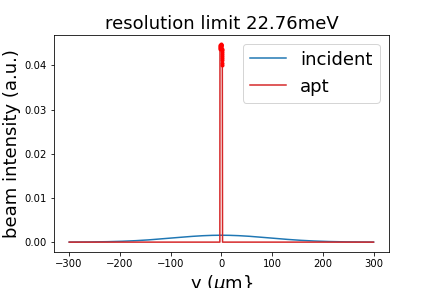 resolution limit 22.76meV
beam intensity (a.u.)
0.04
0.03
0.02
0.01
0.00
incident
apt
−300
−200
−100
0
100
200
300
y (μm}